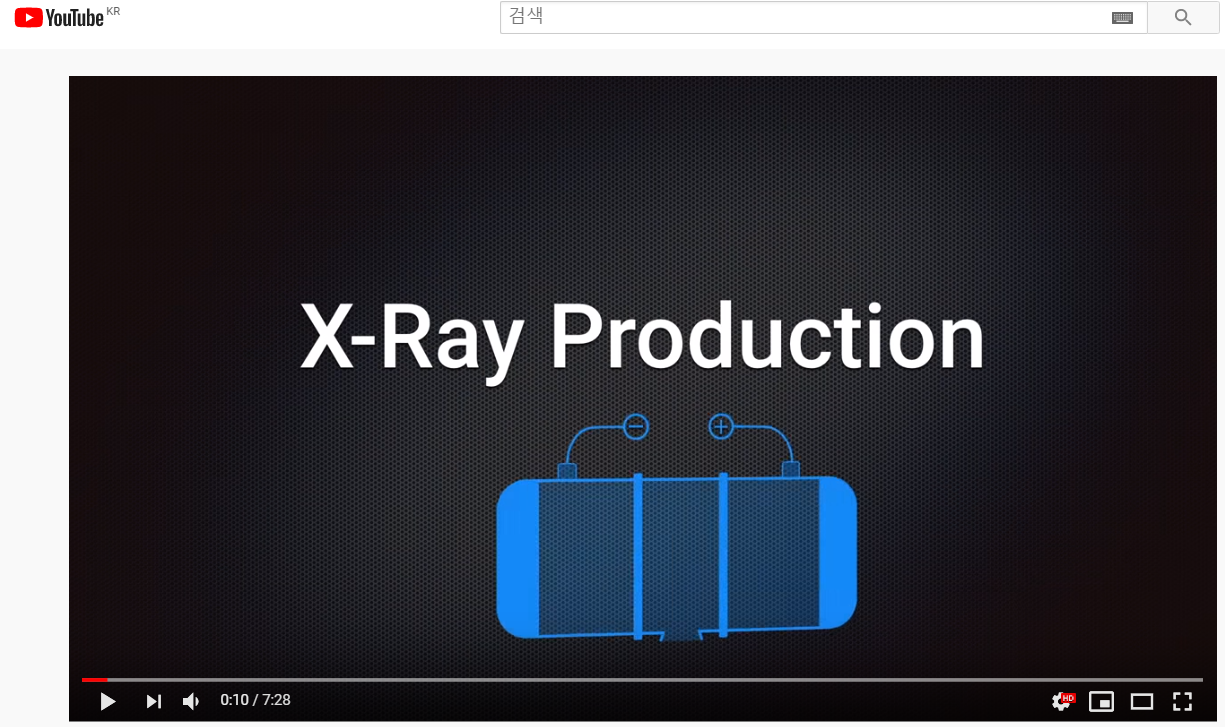 YouTube KR
검색
X-Ray Production
0:10 / 7:28
HD